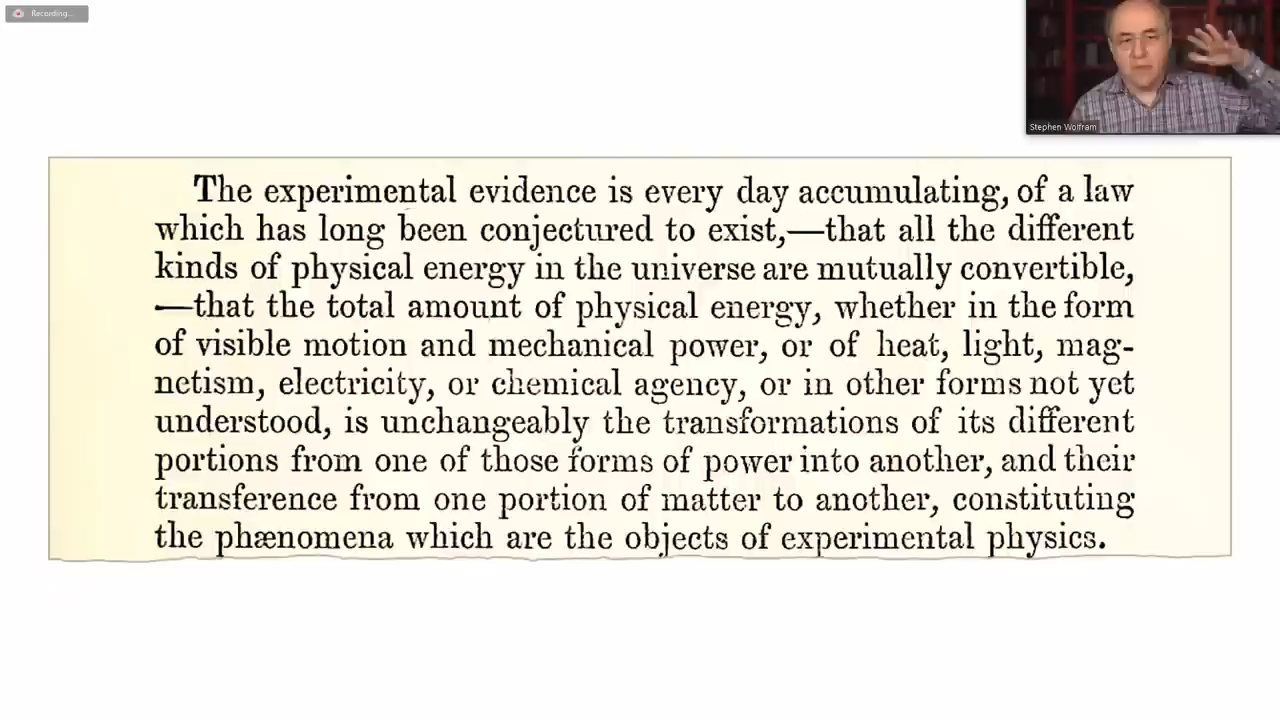 Recording...
Stephen Wolfram
The experimental evidence is every day accumulating, of a law
which has long been conjectured to exist,—that all the different
kinds of physical energy in the universe are mutually convertible,
—that the total amount of physical energy, whether in the form
of visible motion and mechanical power, or of heat, light, mag-
netism, electricity, or chemical agency, or in other forms not yet
understood, is unchangeably the transformations of its different
portions from one of those forms of power into another, and their
transference from one portion of matter to another, constituting
the phænomena which are the objects of experimental physics.